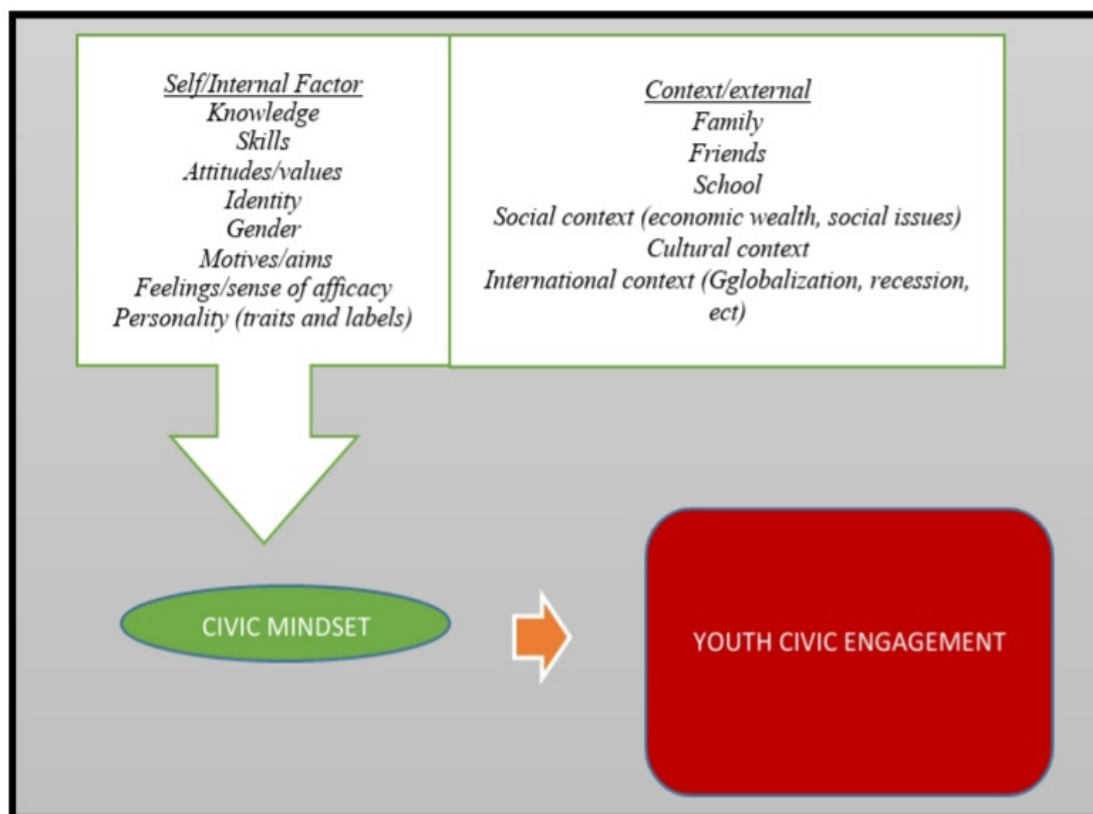 Self/Internal Factor
Knowledge
Skills
Attitudes/values
Identity
Gender
Motives/aims
Feelings/sense of afficacy
Personality (traits and labels)
Context/external
Family
Friends
School
Social context (economic wealth, social issues)
Cultural context
International context (Gglobalization, recession,
ect)
CIVIC MINDSET
YOUTH CIVIC ENGAGEMENT